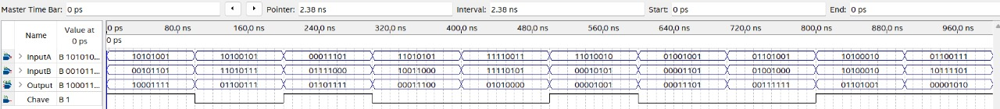 Master Time Bar: 0 ps Pointer: 2.38 ns Interval: 2.38 ns Start: 0 ps End: 0 ps
Name Value at 0 ps 0 ps 80.0 ns 160.0 ns 240.0 ns 320.0 ns 400.0 ns 480.0 ns 560.0 ns 640.0 ns 720.0 ns 800.0 ns 880.0 ns 960.0 ns
0 ps
InputA B 101010... 10101001 10100101 00011101 11010101 11110011 11010010 01001001 01101001 10100010 01100111
InputB B 001011... 00101101 11010111 01111000 10011000 11110101 00010101 00001101 01001000 10100010 10111101
Output B 100011... 10001111 01100111 01101111 00011100 01010000 00001001 00011101 00111111 01101001 00001010
Chave B 1